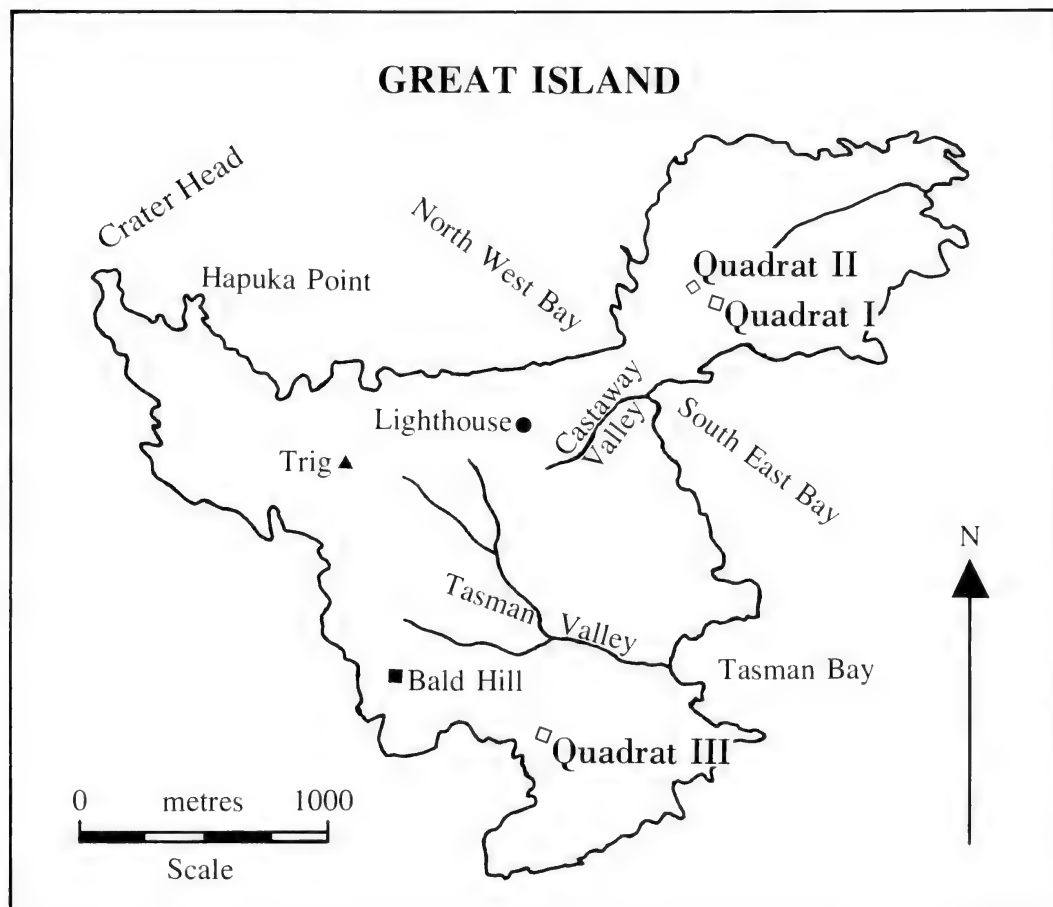 GREAT ISLAND
Crater Head
Hapuka Point
North West Bay
Quadrat II
Quadrat I
Lighthouse
Castaway
Valley
South East Bay
Trig
N
Tasman Valley
Tasman Bay
Bald Hill
Quadrat III
0 metres 1000
Scale